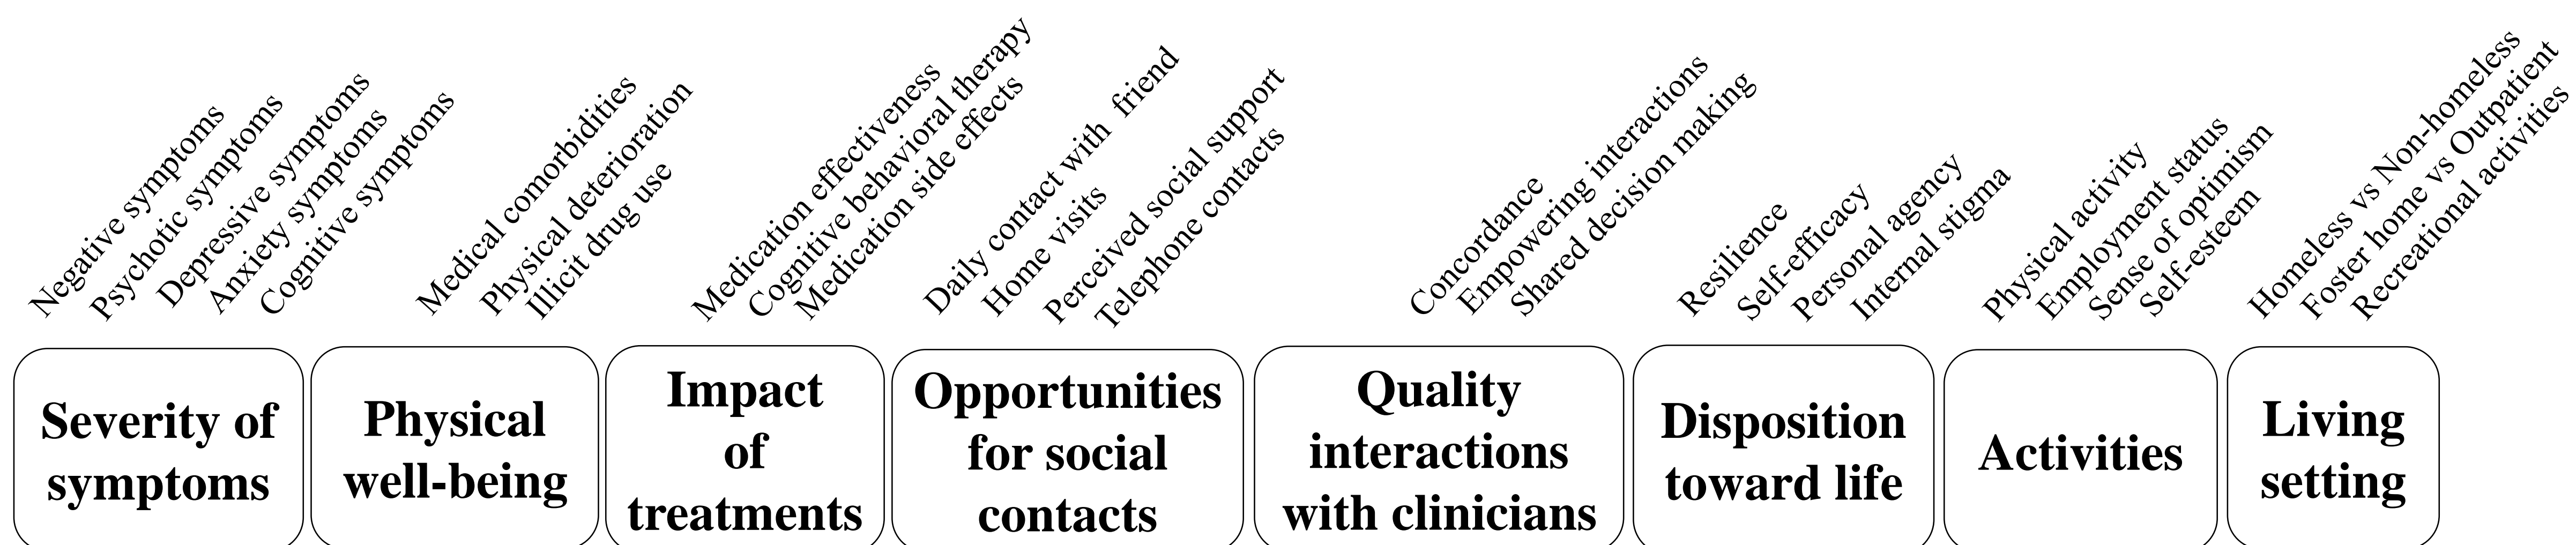 Negative symptoms
Psychotic symptoms
Depressive symptoms
Anxiety symptoms
Cognitive symptoms
Medical comorbidities
Physical deterioration
Illicit drug use
Medication effectiveness
Cognitive behavioral therapy
Medication side effects
Daily contact with friend
Home visits
Perceived social support
Telephone contacts
Concordance
Empowering interactions
Shared decision making
Resilience
Self-efficacy
Personal agency
Internal stigma
Physical activity
Employment status
Sense of optimism
Self-esteem
Homeless vs Non-homeless
Foster home vs Outpatient
Recreational activities
Severity of
symptoms
Physical
well-being
Impact
of
treatments
Opportunities
for social
contacts
Quality
interactions
with clinicians
Disposition
toward life
Activities
Living
setting